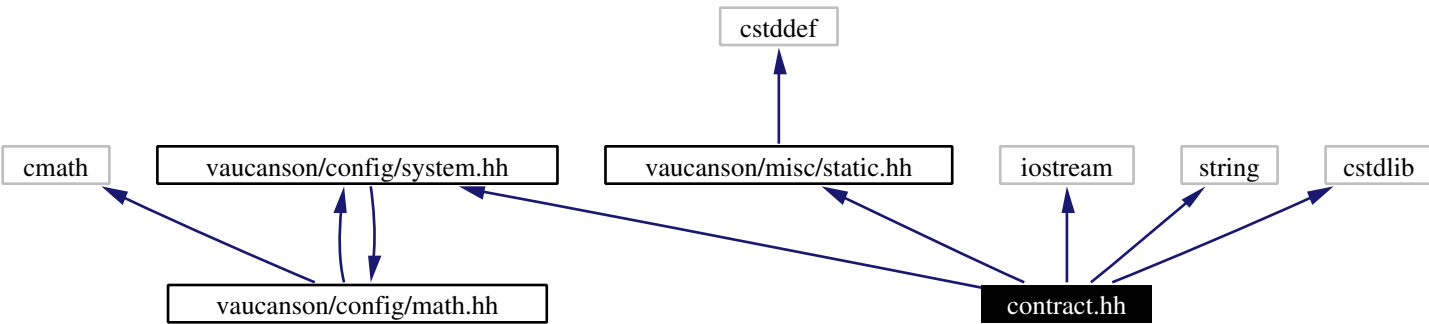 cstddef
cmath
vaucanson/config/system.hh
vaucanson/misc/static.hh
iostream
string
cstdlib
vaucanson/config/math.hh
contract.hh